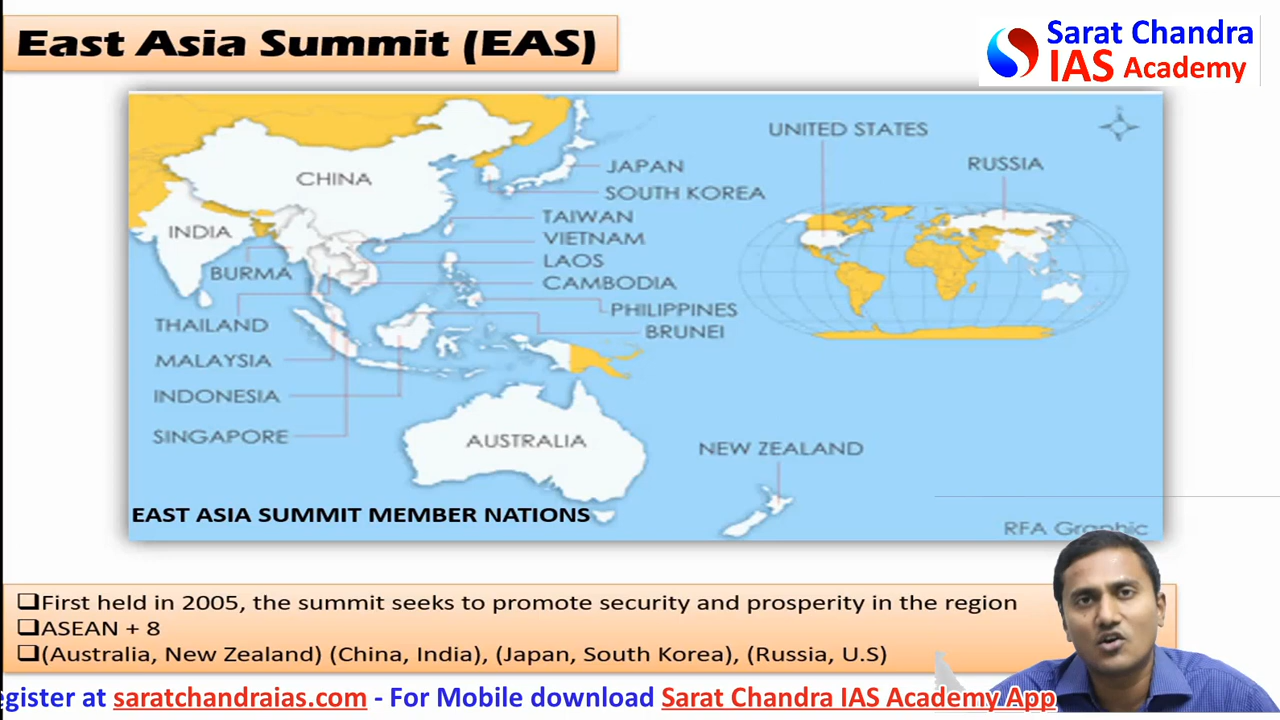 East Asia Summit (EAS)
Sarat Chandra
IAS Academy
UNITED STATES
RUSSIA
JAPAN
CHINA
SOUTH KOREA
TAIWAN
INDIA
VIETNAM
LAOS
BURMA
CAMBODIA
PHILIPPINES
THAILAND
BRUNEI
MALAYSIA
INDONESIA
SINGAPORE
AUSTRALIA
NEW ZEALAND
EAST ASIA SUMMIT MEMBER NATIONS
RFA Graphic
❑First held in 2005, the summit seeks to promote security and prosperity in the region
❑ASEAN + 8
❑(Australia, New Zealand) (China, India), (Japan, South Korea), (Russia, U.S)
egister at saratchandraias.com - For Mobile download Sarat Chandra IAS Academy App